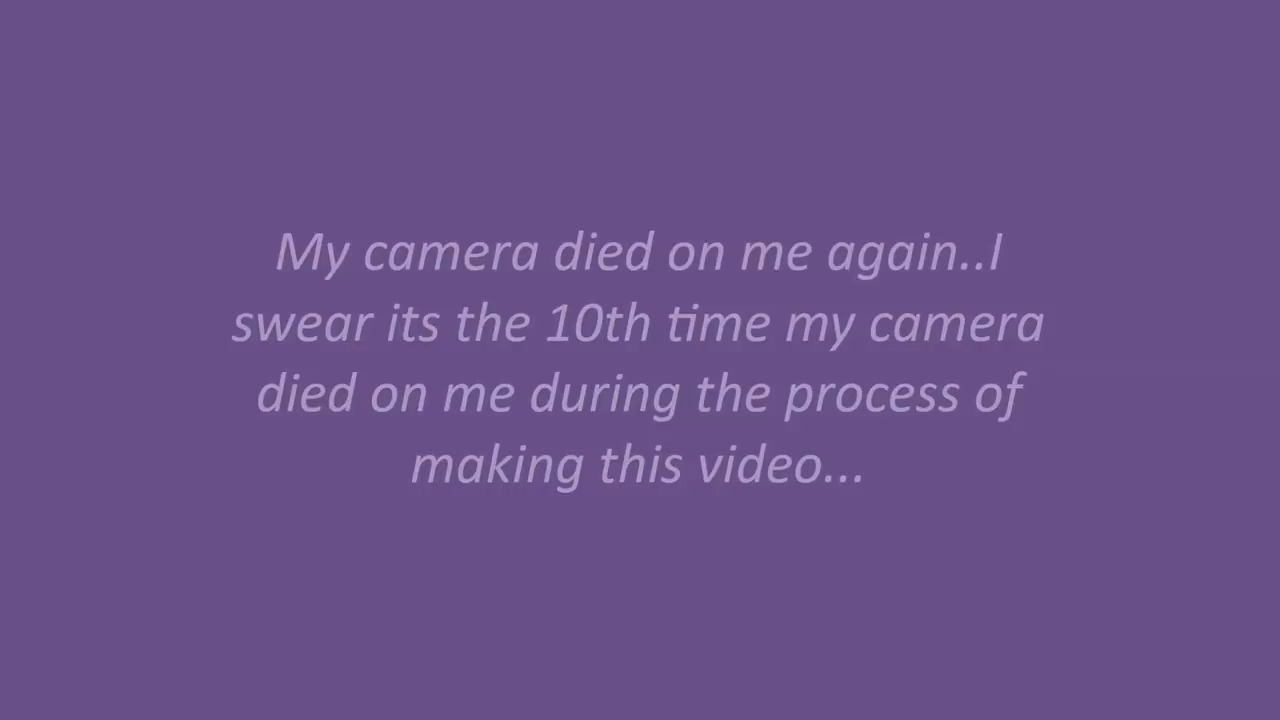 My camera died on me again..I
swear its the 10th time my camera
died on me during the process of
making this video...